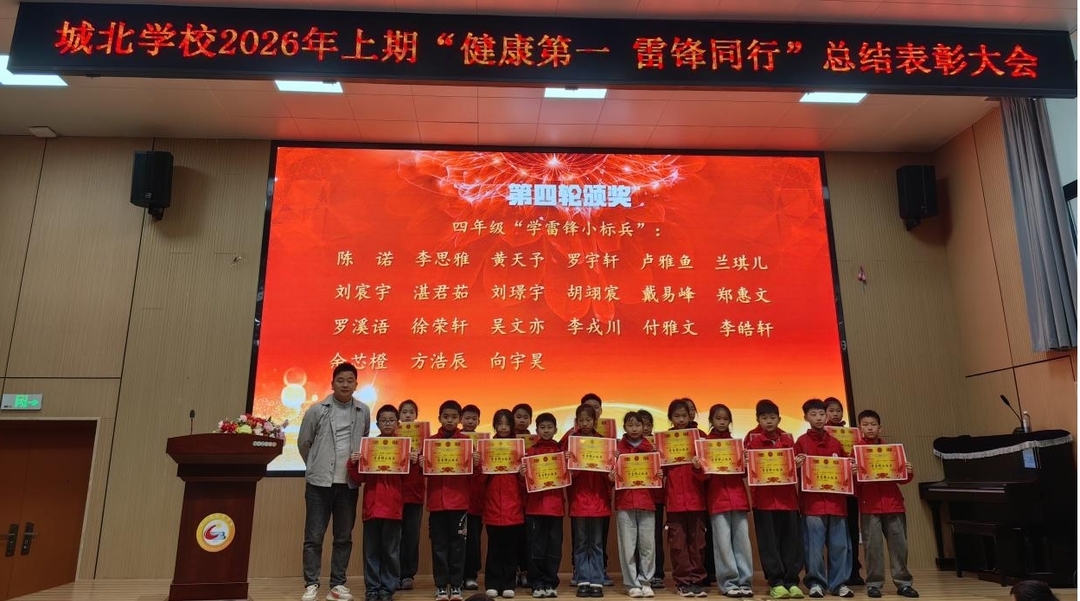 城北学校2026年上期“健康第一 雷锋同行”总结表彰大会
第四轮颁奖
四年级“学雷锋小标兵”：
陈 诺 李思雅 黄天予 罗宇轩 卢雅鱼 兰琪儿
刘宸宇 湛君茹 刘璟宇 胡翊宸 戴易峰 郑惠文
罗溪语 徐荣轩 吴文亦 李戎川 付雅文 李皓轩
余芯橙 方浩辰 向宇昊